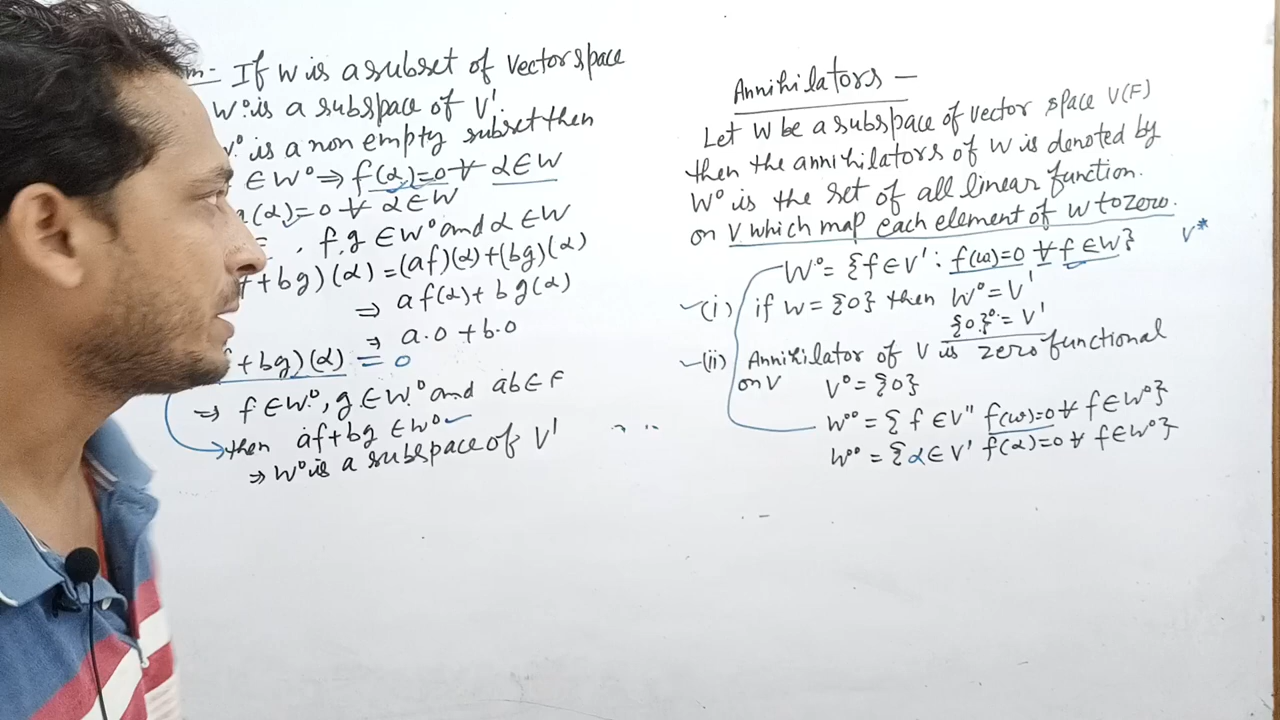 If W is a subset of vector space
W° is a subspace of V'.
° is a non empty subset then
∈ W° ⇒ f(α)=0 ∀ α∈W
(α)=0 ∀ α∈W
f,g ∈ W° and α ∈ W
+bg)(α)=(af)(α)+(bg)(α)
⇒ af(α)+bg(α)
⇒ a.0+b.0
+bg)(α) = 0
⇒ f∈W°, g∈W° and ab∈F
then af+bg ∈W°
⇒ W° is a subspace of V'
Annihilators –
Let W be a subspace of vector space V(F)
then the annihilators of W is denoted by
W° is the set of all linear function.
on V which map each element of W to zero.
V*
W° = {f∈V' : f(ω)=0 ∀ f∈W}
(i) if W = {0} then W° = V'
{0}° = V'
(ii) Annihilator of V is zero functional
on V V° = {0}
W°° = { f∈V'' f(ω)=0 ∀ f∈W°}
W°° = {α∈V' f(α)=0 ∀ f∈W°}